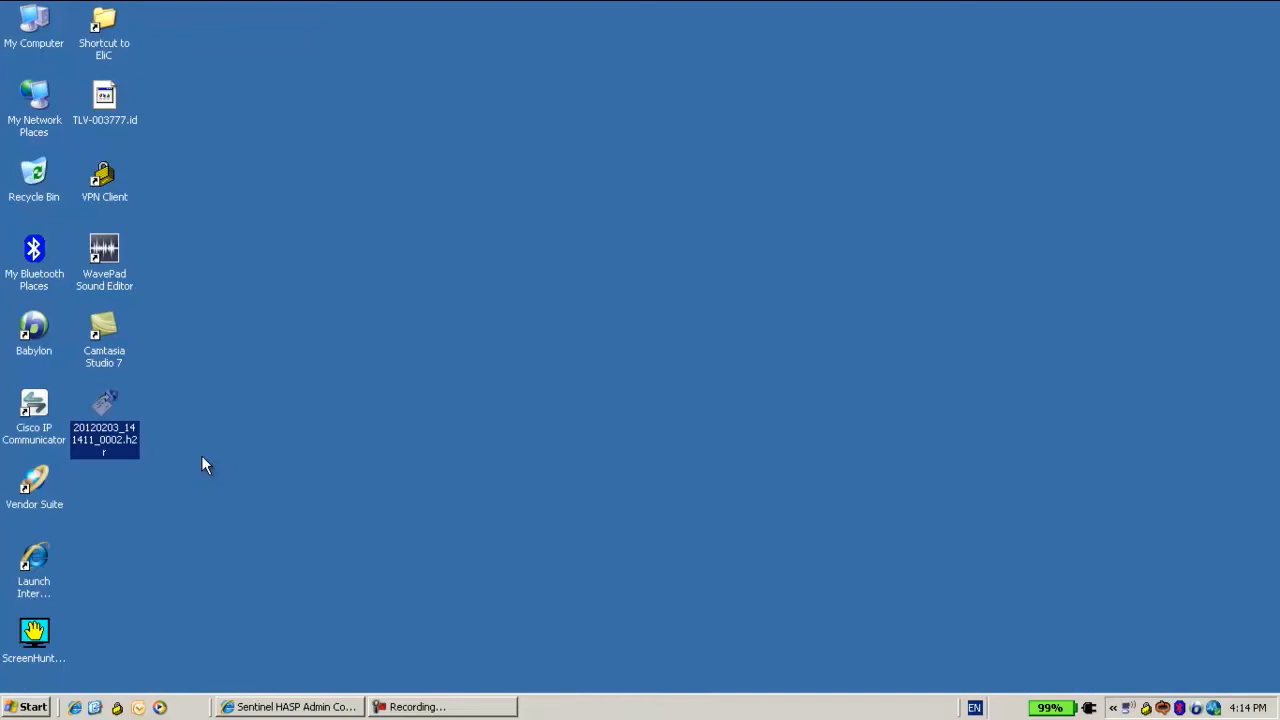 My Computer
Shortcut to
EliC
My Network
Places
TLV-003777.id
Recycle Bin
VPN Client
My Bluetooth
Places
WavePad
Sound Editor
Babylon
Camtasia
Studio 7
Cisco IP
Communicator
20120203_14
1411_0002.h2
r
Vendor Suite
Launch
Inter...
ScreenHunt...
Start
Sentinel HASP Admin Co...
Recording...
EN
99%
4:14 PM